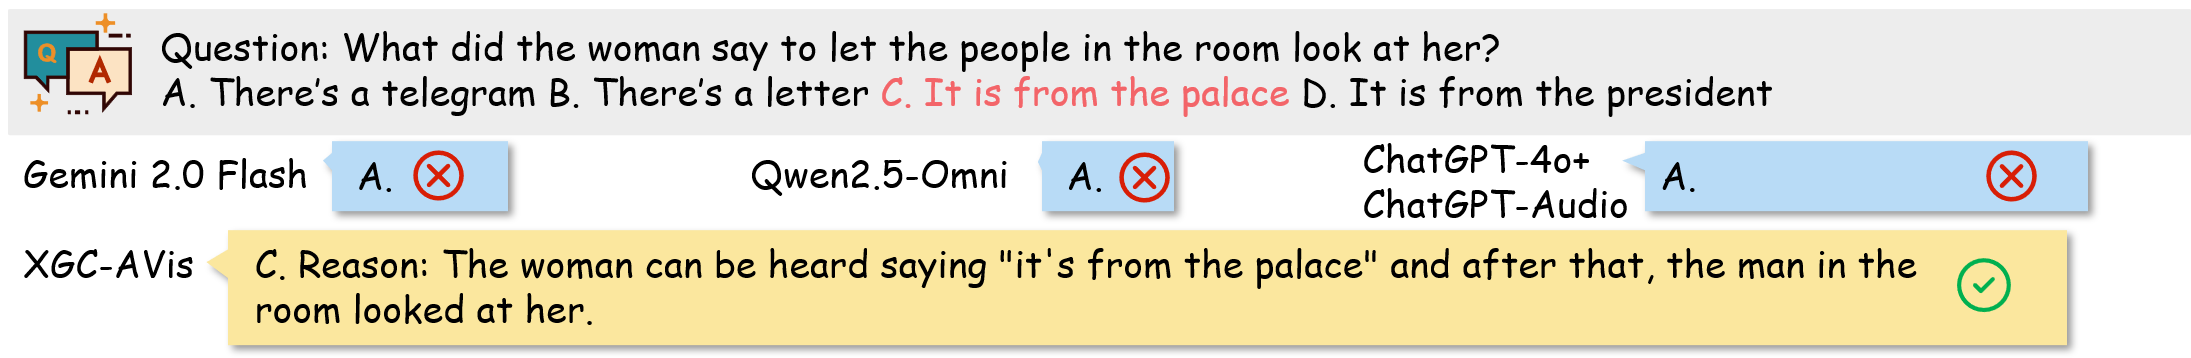 Q
A
Question: What did the woman say to let the people in the room look at her?
A. There's a telegram B. There's a letter C. It is from the palace D. It is from the president
Gemini 2.0 Flash
A.
Qwen2.5-Omni
A.
ChatGPT-4o+
ChatGPT-Audio
A.
XGC-AVis
C. Reason: The woman can be heard saying "it's from the palace" and after that, the man in the
room looked at her.